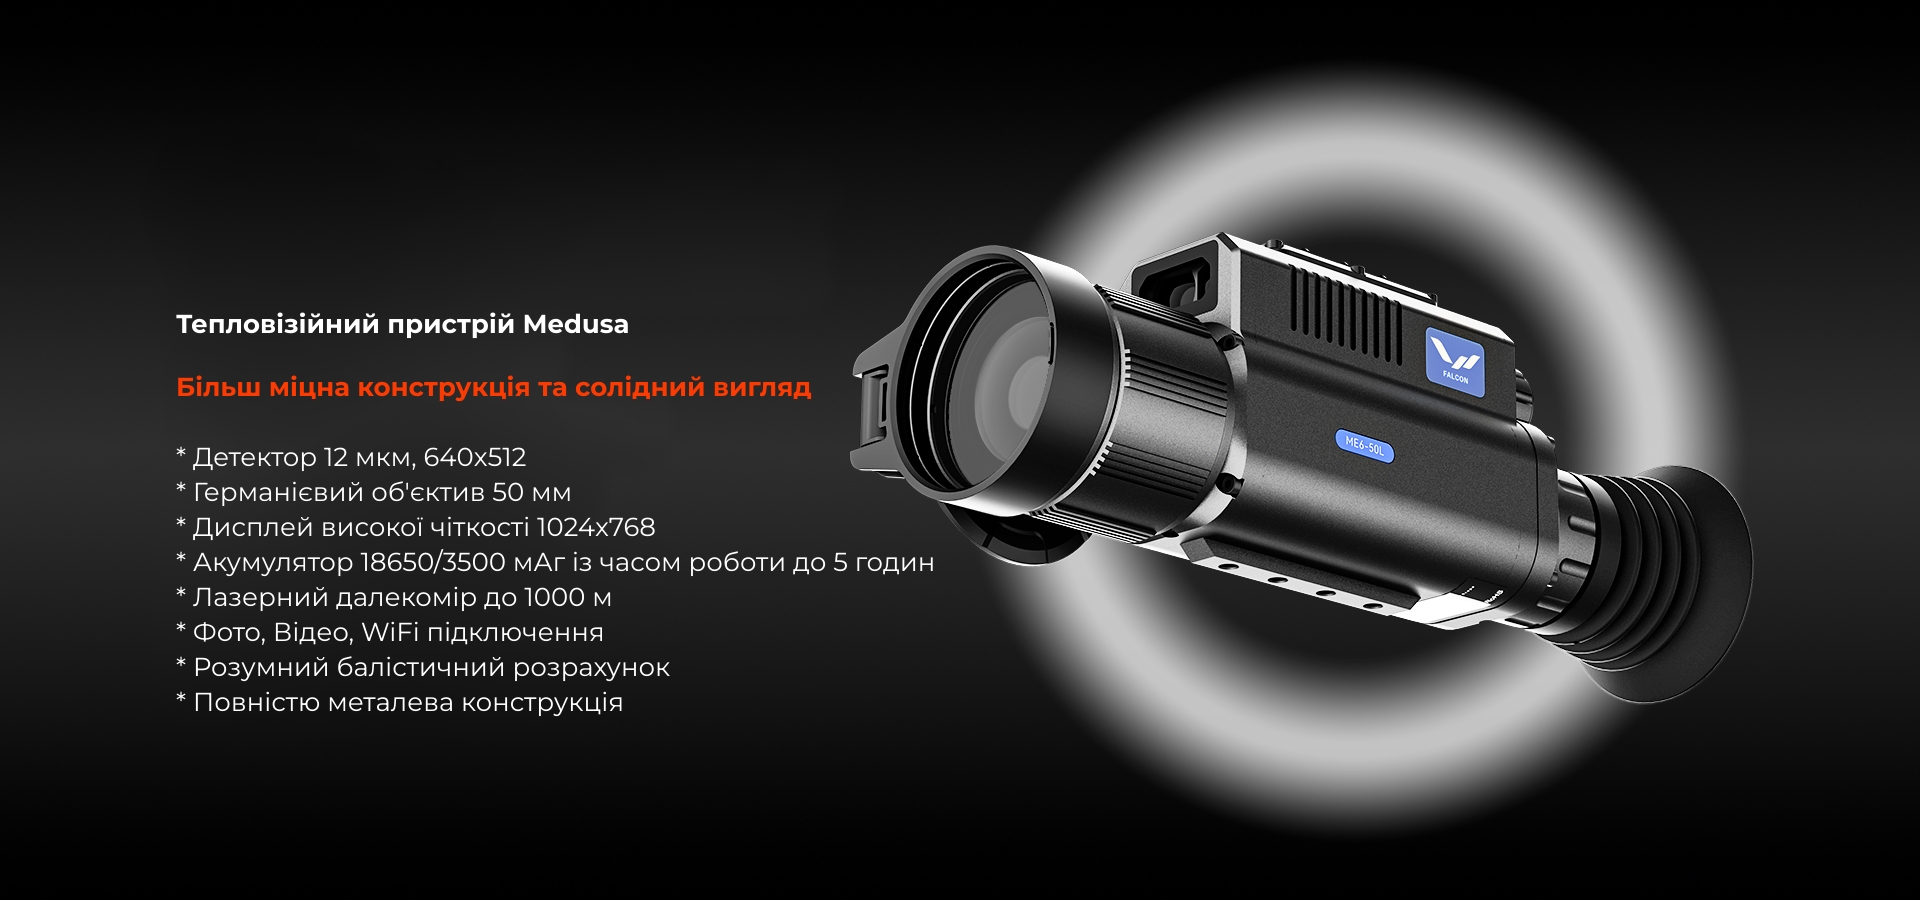 Тепловізійний пристрій Medusa
Більш міцна конструкція та солідний вигляд
* Детектор 12 мкм, 640x512
* Германієвий об'єктив 50 мм
* Дисплей високої чіткості 1024x768
* Акумулятор 18650/3500 мАг із часом роботи до 5 годин
* Лазерний далекомір до 1000 м
* Фото, Відео, WiFi підключення
* Розумний балістичний розрахунок
* Повністю металева конструкція
FALCON
ME6-50L
RoHS